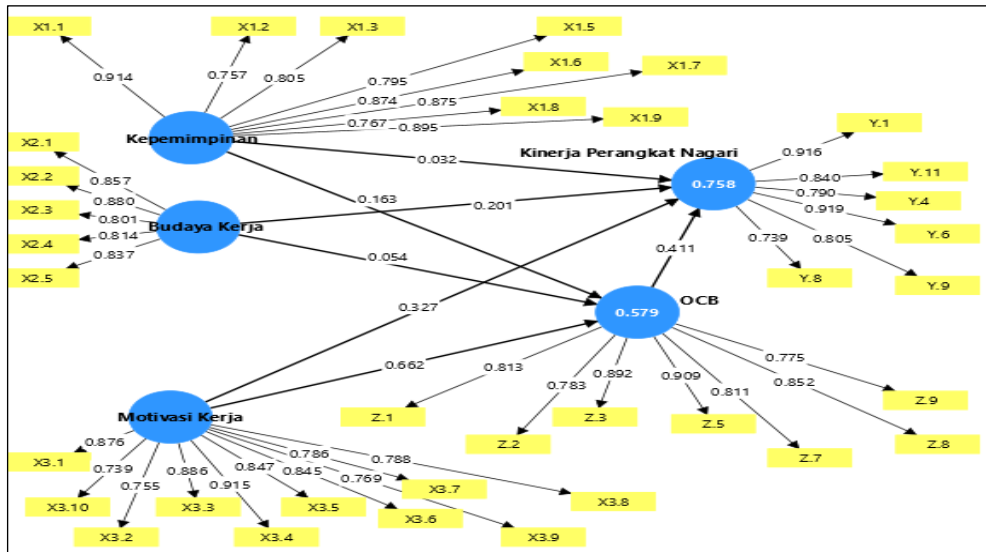 X1.1
X1.2
X1.3
X1.5
X1.6
X1.7
X1.8
X1.9
0.914
0.757
0.805
0.795
0.874
0.875
0.767
0.895
Kepemimpinan
X2.1
X2.2
X2.3
X2.4
X2.5
0.857
0.880
0.801
0.814
0.837
Budaya Kerja
0.032
0.163
0.201
0.054
0.327
0.662
0.411
Kinerja Perangkat Nagari
0.758
Y.1
Y.11
Y.4
Y.6
Y.9
Y.8
0.916
0.840
0.790
0.919
0.805
0.739
OCB
0.579
0.813
0.783
0.892
0.909
0.811
0.852
0.775
Z.1
Z.2
Z.3
Z.5
Z.7
Z.8
Z.9
Motivasi Kerja
0.876
0.739
0.755
0.886
0.915
0.847
0.845
0.786
0.769
0.788
X3.1
X3.10
X3.2
X3.3
X3.4
X3.5
X3.6
X3.7
X3.9
X3.8